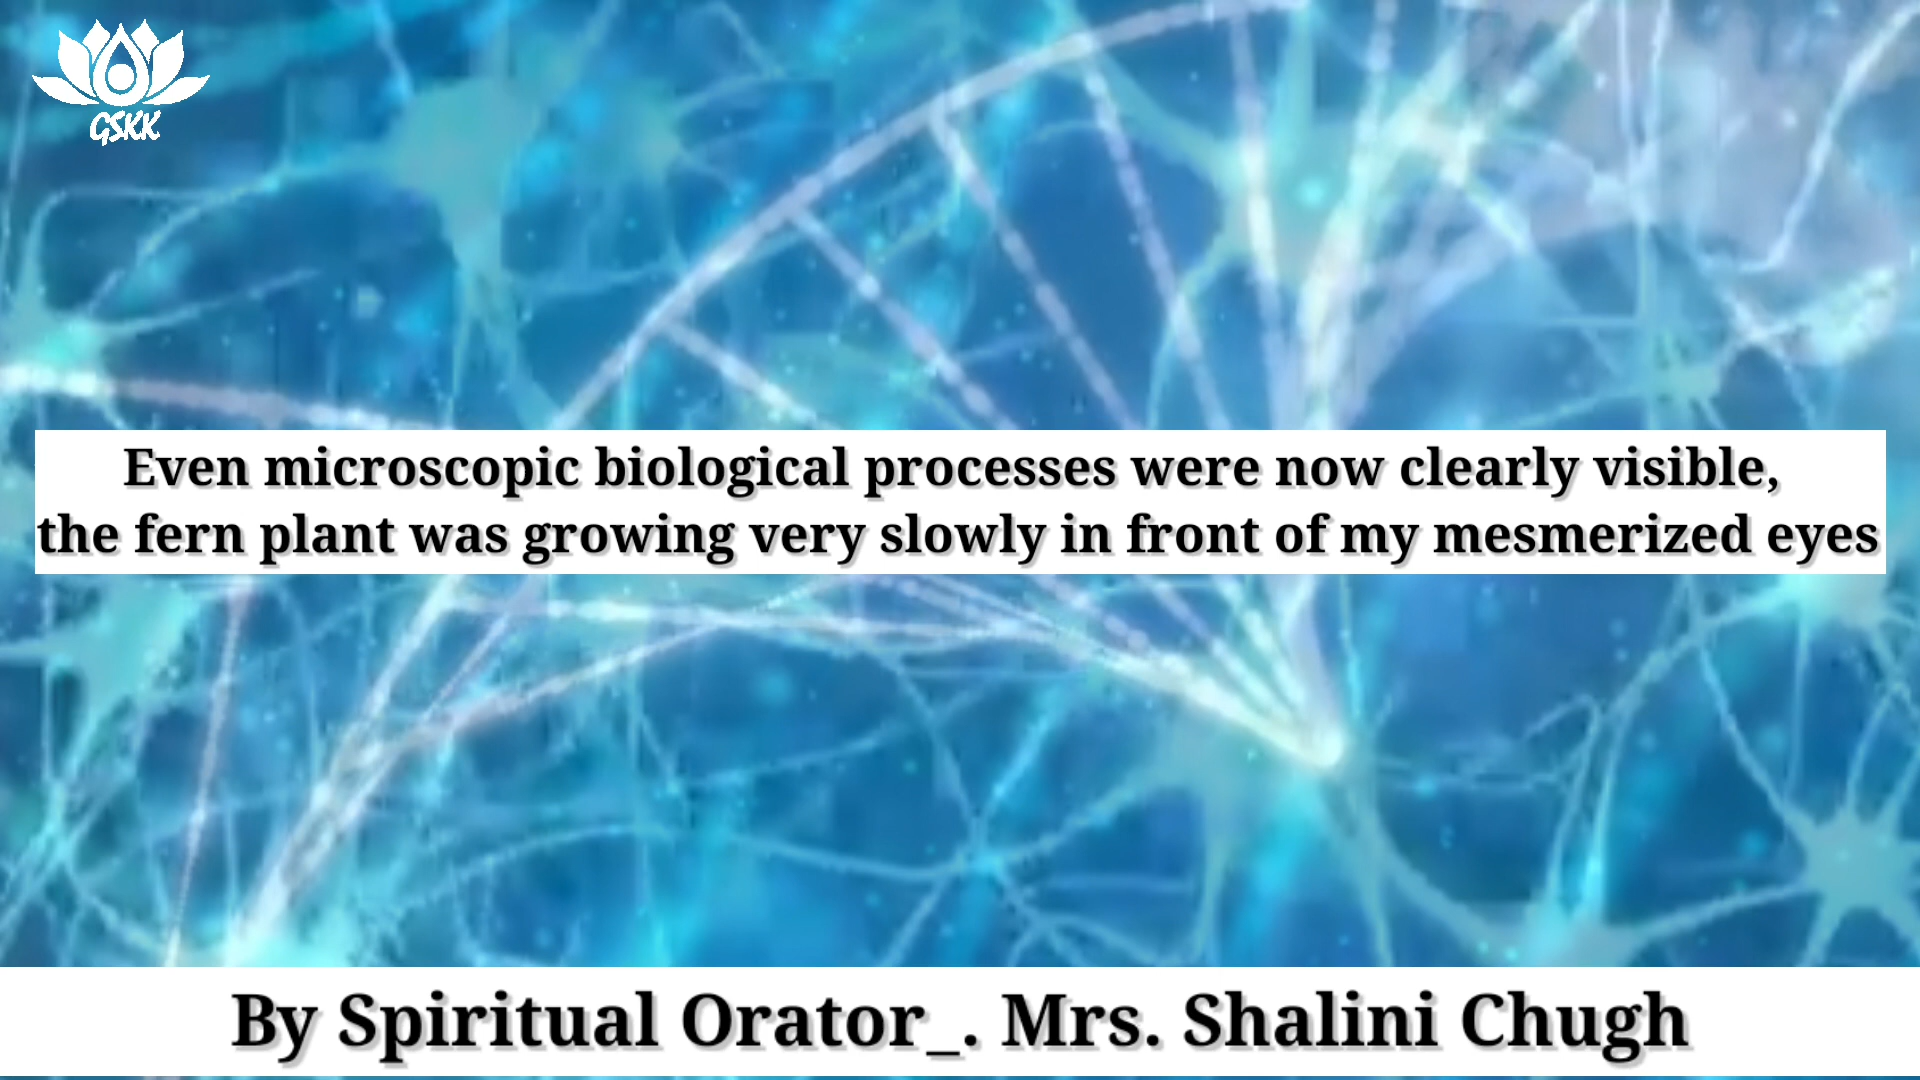 GSKK
Even microscopic biological processes were now clearly visible,
the fern plant was growing very slowly in front of my mesmerized eyes
By Spiritual Orator_. Mrs. Shalini Chugh